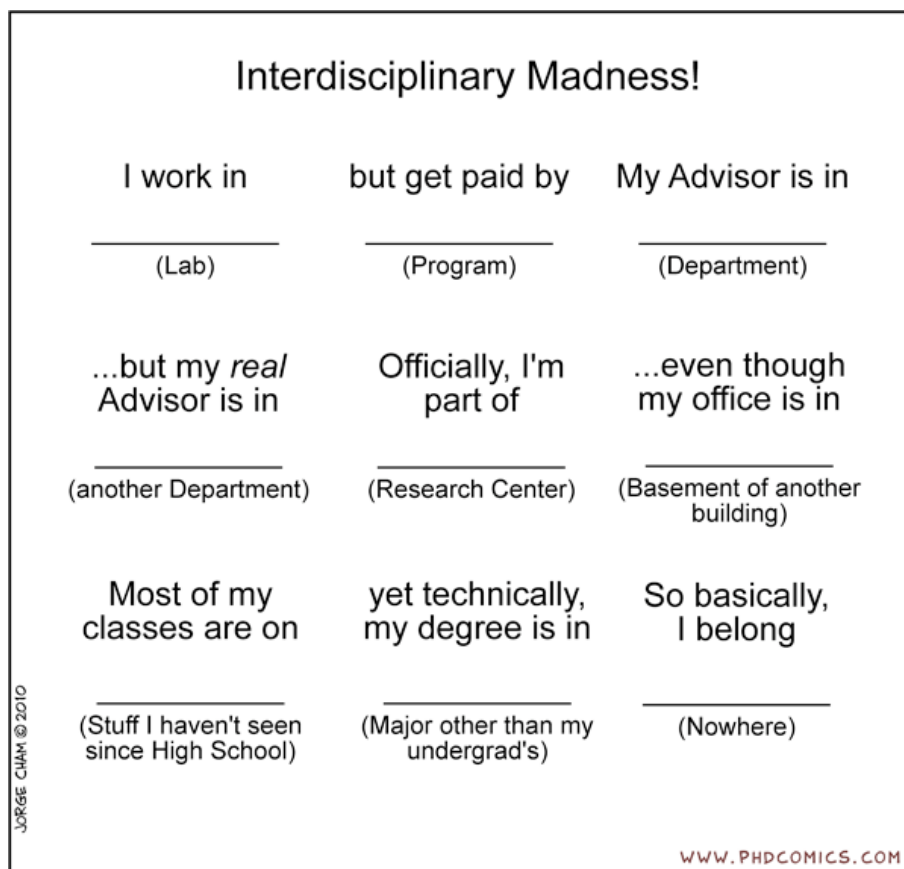 Interdisciplinary Madness!
I work in
(Lab)
but get paid by
(Program)
My Advisor is in
(Department)
...but my real
Advisor is in
(another Department)
Officially, I'm
part of
(Research Center)
...even though
my office is in
(Basement of another
building)
Most of my
classes are on
(Stuff I haven't seen
since High School)
yet technically,
my degree is in
(Major other than my
undergrad's)
So basically,
I belong
(Nowhere)
JORGE CHAM © 2010
WWW.PHDCOMICS.COM